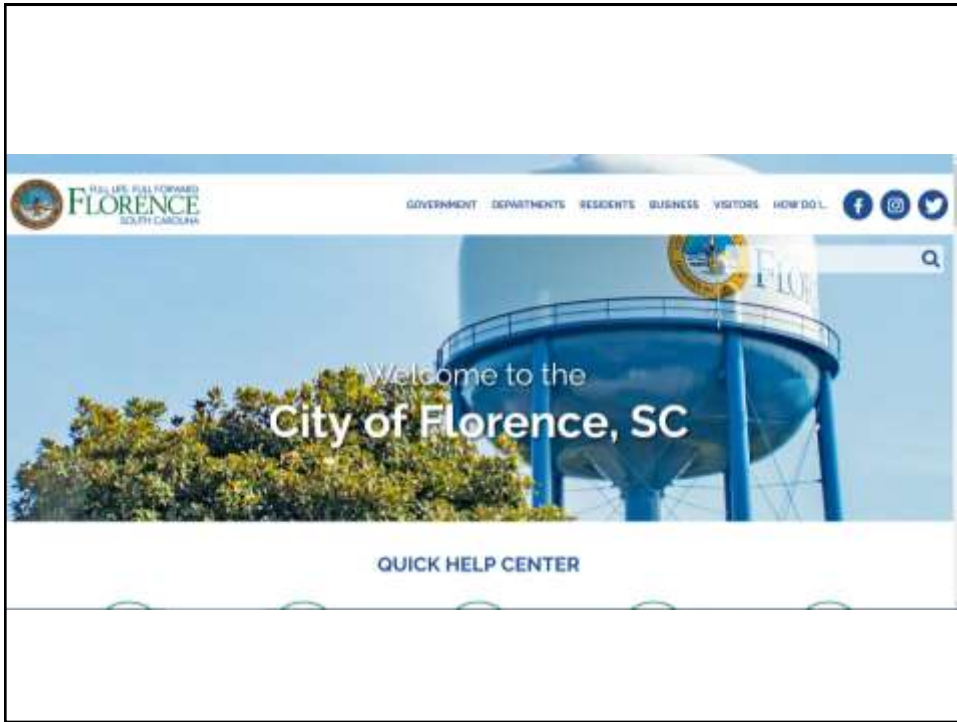 FULL LIFE. FULL FORWARD.
FLORENCE
SOUTH CAROLINA
GOVERNMENT DEPARTMENTS RESIDENTS BUSINESS VISITORS HOW DO I...
FLO
Welcome to the
City of Florence, SC
QUICK HELP CENTER